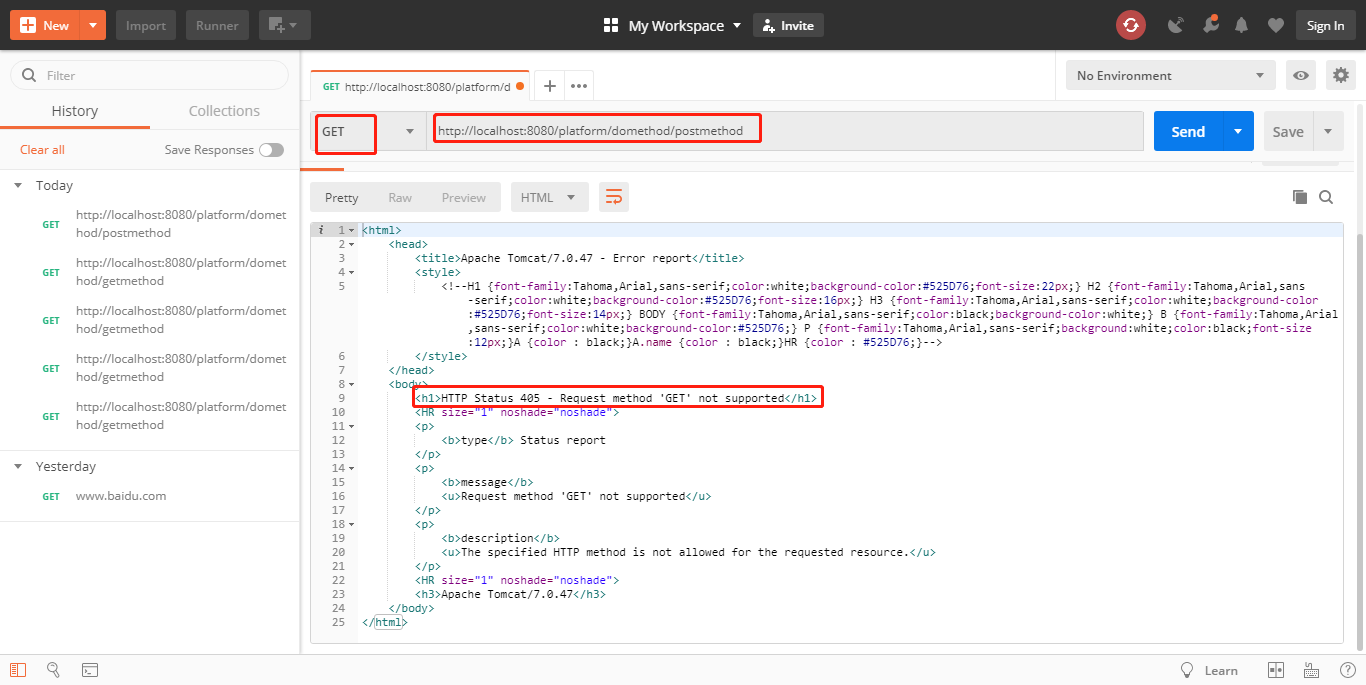 New
Import
Runner
My Workspace
Invite
Sign In
Filter
History
Collections
Clear all
Save Responses
Today
GET http://localhost:8080/platform/domet
hod/postmethod
GET http://localhost:8080/platform/domet
hod/getmethod
GET http://localhost:8080/platform/domet
hod/getmethod
GET http://localhost:8080/platform/domet
hod/getmethod
GET http://localhost:8080/platform/domet
hod/getmethod
Yesterday
GET www.baidu.com
GET http://localhost:8080/platform/d
No Environment
GET
http://localhost:8080/platform/domethod/postmethod
Send
Save
Pretty Raw Preview HTML
i 1 <html>
2 <head>
3 <title>Apache Tomcat/7.0.47 - Error report</title>
4 <style>
5 <!--H1 {font-family:Tahoma,Arial,sans-serif;color:white;background-color:#525D76;font-size:22px;} H2 {font-family:Tahoma,Arial,sans
-serif;color:white;background-color:#525D76;font-size:16px;} H3 {font-family:Tahoma,Arial,sans-serif;color:white;background-color
:#525D76;font-size:14px;} BODY {font-family:Tahoma,Arial,sans-serif;color:black;background-color:white;} B {font-family:Tahoma,Arial
,sans-serif;color:white;background-color:#525D76;} P {font-family:Tahoma,Arial,sans-serif;background:white;color:black;font-size
:12px;}A {color : black;}A.name {color : black;}HR {color : #525D76;}-->
6 </style>
7 </head>
8 <body>
9 <h1>HTTP Status 405 - Request method 'GET' not supported</h1>
10 <HR size="1" noshade="noshade">
11 <p>
12 <b>type</b> Status report
13 </p>
14 <p>
15 <b>message</b>
16 <u>Request method 'GET' not supported</u>
17 </p>
18 <p>
19 <b>description</b>
20 <u>The specified HTTP method is not allowed for the requested resource.</u>
21 </p>
22 <HR size="1" noshade="noshade">
23 <h3>Apache Tomcat/7.0.47</h3>
24 </body>
25 </html>
Learn